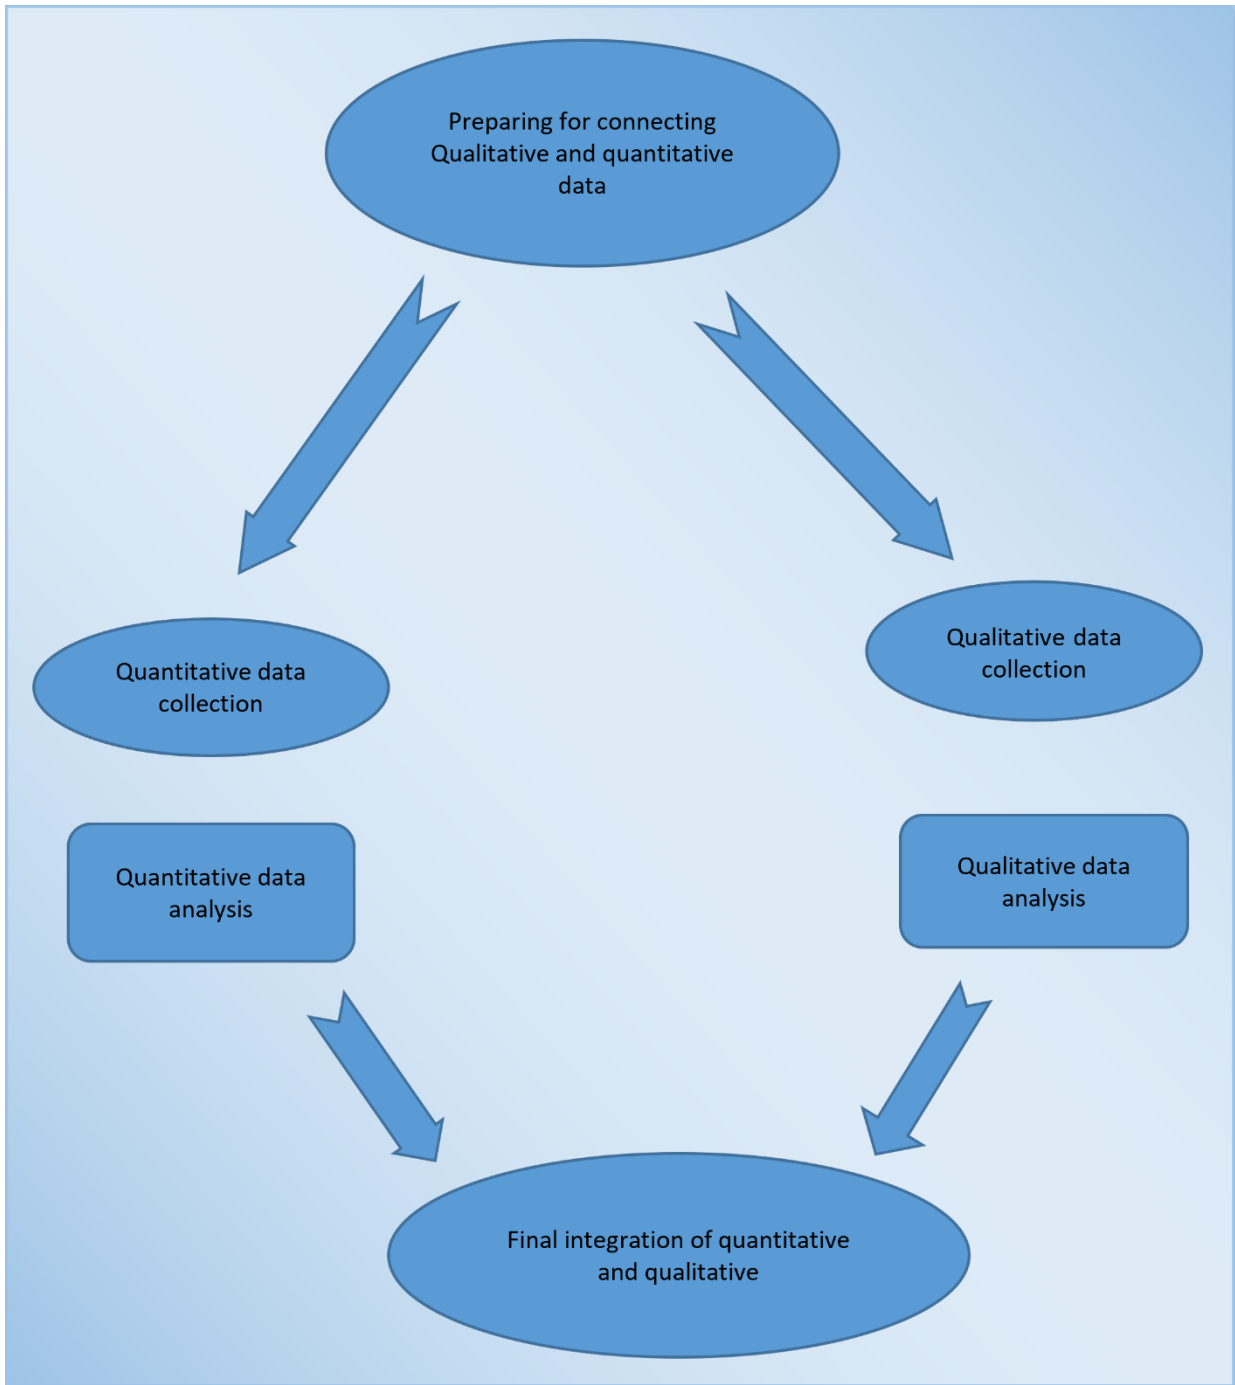 Preparing for connecting
Qualitative and quantitative
data
Quantitative data
collection
Qualitative data
collection
Quantitative data
analysis
Qualitative data
analysis
Final integration of quantitative
and qualitative